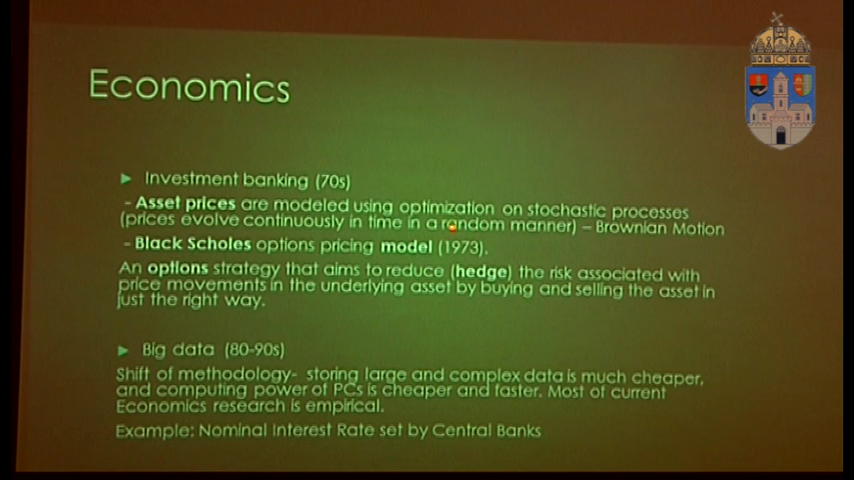 Economics
► Investment banking (70s)
- Asset prices are modeled using optimization on stochastic processes
(prices evolve continuously in time in a random manner) – Brownian Motion
- Black Scholes options pricing model (1973).
An options strategy that aims to reduce (hedge) the risk associated with
price movements in the underlying asset by buying and selling the asset in
just the right way.
► Big data (80-90s)
Shift of methodology- storing large and complex data is much cheaper,
and computing power of PCs is cheaper and faster. Most of current
Economics research is empirical.
Example: Nominal Interest Rate set by Central Banks